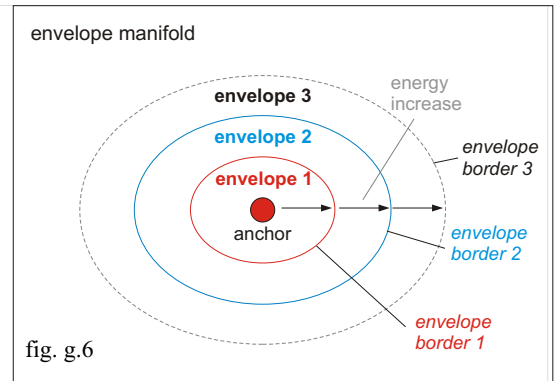 envelope manifold
envelope 3
energy
increase
envelope 2
envelope
border 3
envelope 1
anchor
envelope
border 2
envelope
border 1
fig. g.6